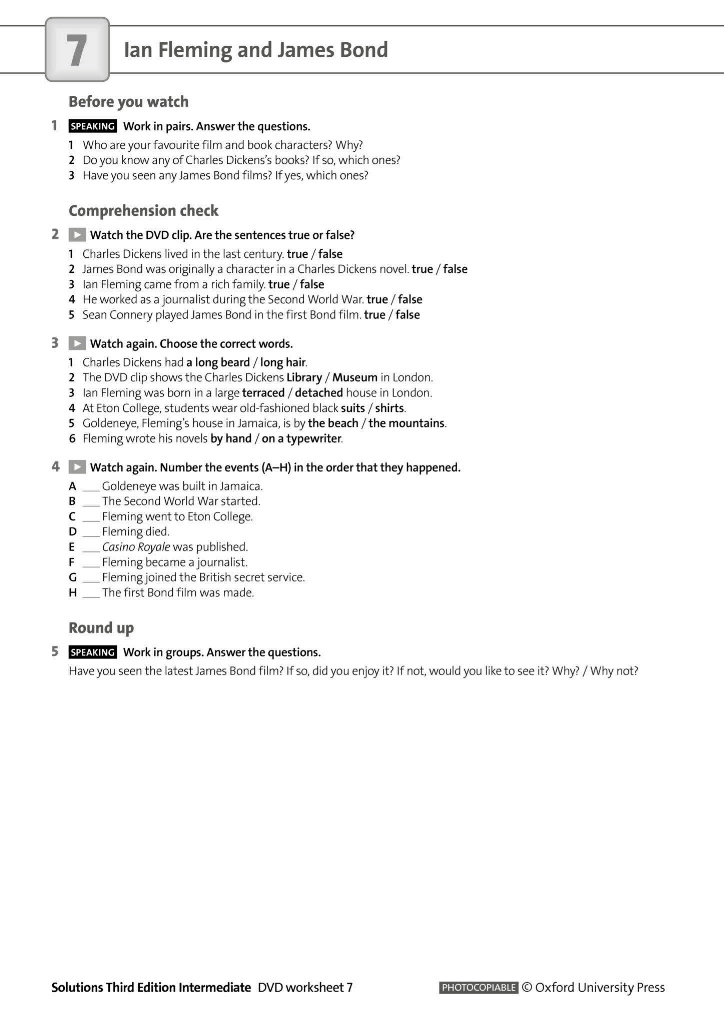 7
Ian Fleming and James Bond
Before you watch
1 SPEAKING Work in pairs. Answer the questions.
1 Who are your favourite film and book characters? Why?
2 Do you know any of Charles Dickens's books? If so, which ones?
3 Have you seen any James Bond films? If yes, which ones?
Comprehension check
2 Watch the DVD clip. Are the sentences true or false?
1 Charles Dickens lived in the last century. true / false
2 James Bond was originally a character in a Charles Dickens novel. true / false
3 Ian Fleming came from a rich family. true / false
4 He worked as a journalist during the Second World War. true / false
5 Sean Connery played James Bond in the first Bond film. true / false
3 Watch again. Choose the correct words.
1 Charles Dickens had a long beard / long hair.
2 The DVD clip shows the Charles Dickens Library / Museum in London.
3 Ian Fleming was born in a large terraced / detached house in London.
4 At Eton College, students wear old-fashioned black suits / shirts.
5 Goldeneye, Fleming's house in Jamaica, is by the beach / the mountains.
6 Fleming wrote his novels by hand / on a typewriter.
4 Watch again. Number the events (A–H) in the order that they happened.
A ___ Goldeneye was built in Jamaica.
B ___ The Second World War started.
C ___ Fleming went to Eton College.
D ___ Fleming died.
E ___ Casino Royale was published.
F ___ Fleming became a journalist.
G ___ Fleming joined the British secret service.
H ___ The first Bond film was made.
Round up
5 SPEAKING Work in groups. Answer the questions.
Have you seen the latest James Bond film? If so, did you enjoy it? If not, would you like to see it? Why? / Why not?
Solutions Third Edition Intermediate DVD worksheet 7 PHOTOCOPIABLE © Oxford University Press